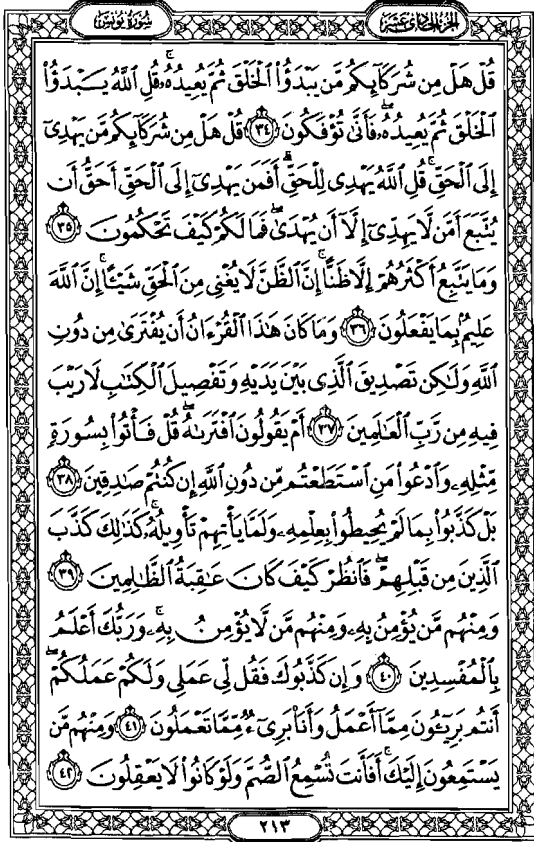 سُورَةُ يُونُسَ
الجزء الحادي عشر
قُلْ هَلْ مِن شُرَكَآئِكُم مَّن يَبْدَؤُا۟ ٱلْخَلْقَ ثُمَّ يُعِيدُهُۥۚ قُلِ ٱللَّهُ يَبْدَؤُا۟
ٱلْخَلْقَ ثُمَّ يُعِيدُهُۥۖ فَأَنَّىٰ تُؤْفَكُونَ ﴿٣٤﴾ قُلْ هَلْ مِن شُرَكَآئِكُم مَّن يَهْدِىٓ
إِلَى ٱلْحَقِّۚ قُلِ ٱللَّهُ يَهْدِى لِلْحَقِّۗ أَفَمَن يَهْدِىٓ إِلَى ٱلْحَقِّ أَحَقُّ أَن
يُتَّبَعَ أَمَّن لَّا يَهِدِّىٓ إِلَّآ أَن يُهْدَىٰۖ فَمَا لَكُمْ كَيْفَ تَحْكُمُونَ ﴿٣٥﴾
وَمَا يَتَّبِعُ أَكْثَرُهُمْ إِلَّا ظَنًّاۚ إِنَّ ٱلظَّنَّ لَا يُغْنِى مِنَ ٱلْحَقِّ شَيْـًٔاۚ إِنَّ ٱللَّهَ
عَلِيمٌۢ بِمَا يَفْعَلُونَ ﴿٣٦﴾ وَمَا كَانَ هَـٰذَا ٱلْقُرْءَانُ أَن يُفْتَرَىٰ مِن دُونِ
ٱللَّهِ وَلَـٰكِن تَصْدِيقَ ٱلَّذِى بَيْنَ يَدَيْهِ وَتَفْصِيلَ ٱلْكِتَـٰبِ لَا رَيْبَ
فِيهِ مِن رَّبِّ ٱلْعَـٰلَمِينَ ﴿٣٧﴾ أَمْ يَقُولُونَ ٱفْتَرَىٰهُۖ قُلْ فَأْتُوا۟ بِسُورَةٍ
مِّثْلِهِۦ وَٱدْعُوا۟ مَنِ ٱسْتَطَعْتُم مِّن دُونِ ٱللَّهِ إِن كُنتُمْ صَـٰدِقِينَ ﴿٣٨﴾
بَلْ كَذَّبُوا۟ بِمَا لَمْ يُحِيطُوا۟ بِعِلْمِهِۦ وَلَمَّا يَأْتِهِمْ تَأْوِيلُهُۥۚ كَذَٰلِكَ كَذَّبَ
ٱلَّذِينَ مِن قَبْلِهِمْۖ فَٱنظُرْ كَيْفَ كَانَ عَـٰقِبَةُ ٱلظَّـٰلِمِينَ ﴿٣٩﴾
وَمِنْهُم مَّن يُؤْمِنُ بِهِۦ وَمِنْهُم مَّن لَّا يُؤْمِنُ بِهِۦۚ وَرَبُّكَ أَعْلَمُ
بِٱلْمُفْسِدِينَ ﴿٤٠﴾ وَإِن كَذَّبُوكَ فَقُل لِّى عَمَلِى وَلَكُمْ عَمَلُكُمْۖ
أَنتُم بَرِيٓـُٔونَ مِمَّآ أَعْمَلُ وَأَنَا۠ بَرِىٓءٌ مِّمَّا تَعْمَلُونَ ﴿٤١﴾ وَمِنْهُم مَّن
يَسْتَمِعُونَ إِلَيْكَۚ أَفَأَنتَ تُسْمِعُ ٱلصُّمَّ وَلَوْ كَانُوا۟ لَا يَعْقِلُونَ ﴿٤٢﴾
٢١٣